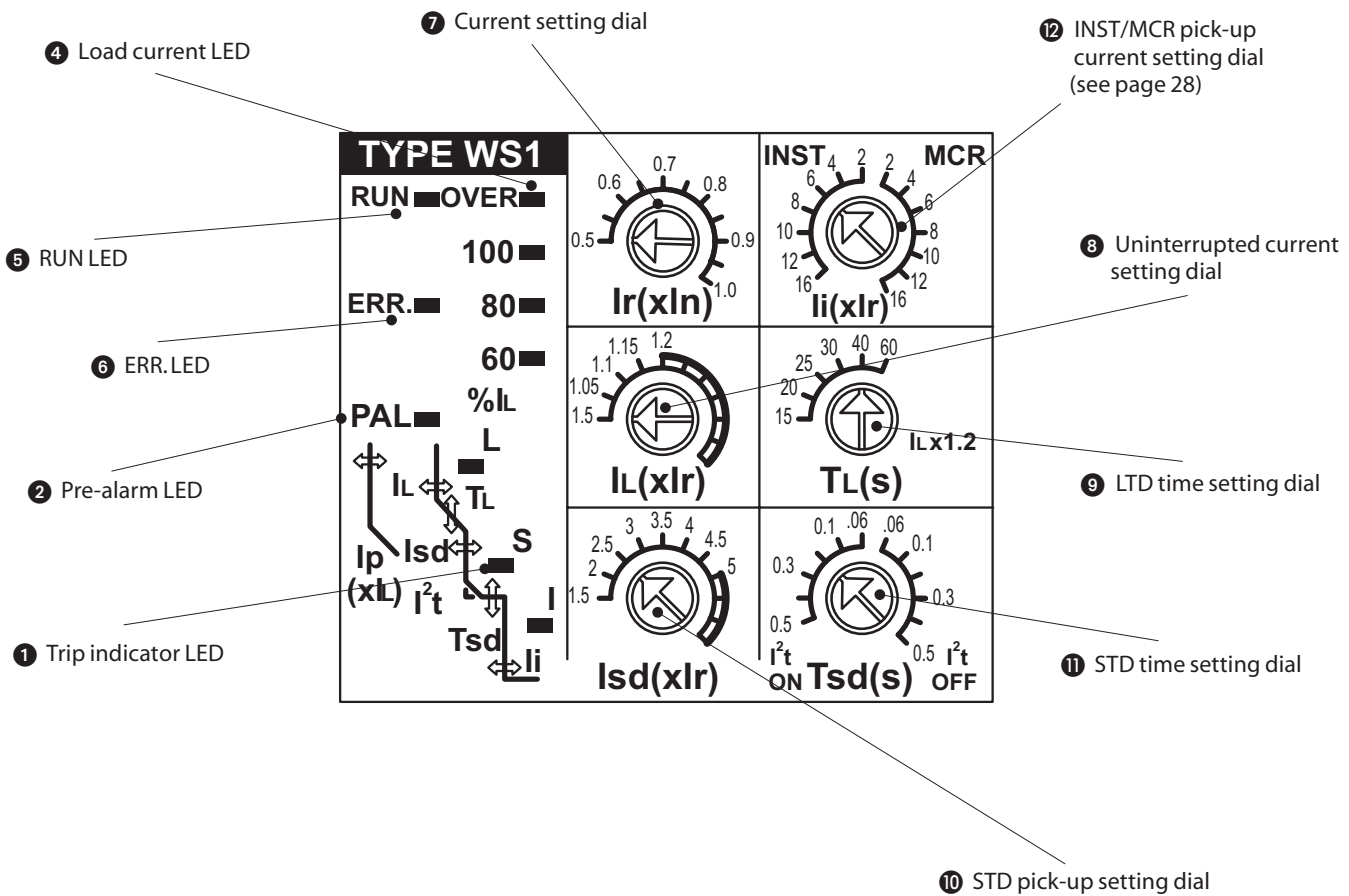 ❼ Current setting dial
❹ Load current LED
⓬ INST/MCR pick-up
current setting dial
(see page 28)
TYPE WS1
RUN
OVER
100
ERR.
80
60
%IL
PAL
L
IL
TL
Ip
(xIL)
Isd
S
I²t
I
Tsd
Ii
0.5
0.6
0.7
0.8
0.9
1.0
Ir(xIn)
INST
MCR
16
12
10
8
6
4
2
2
4
6
8
10
12
16
Ii(xIr)
1.5
1.05
1.1
1.15
1.2
IL(xIr)
15
20
25
30
40
60
ILx1.2
TL(s)
1.5
2
2.5
3
3.5
4
4.5
5
Isd(xIr)
0.5
0.3
0.1
.06
.06
0.1
0.3
0.5
I²t
ON
Tsd(s)
I²t
OFF
❺ RUN LED
❻ ERR. LED
❷ Pre-alarm LED
❶ Trip indicator LED
❽ Uninterrupted current
setting dial
❾ LTD time setting dial
⓫ STD time setting dial
❿ STD pick-up setting dial